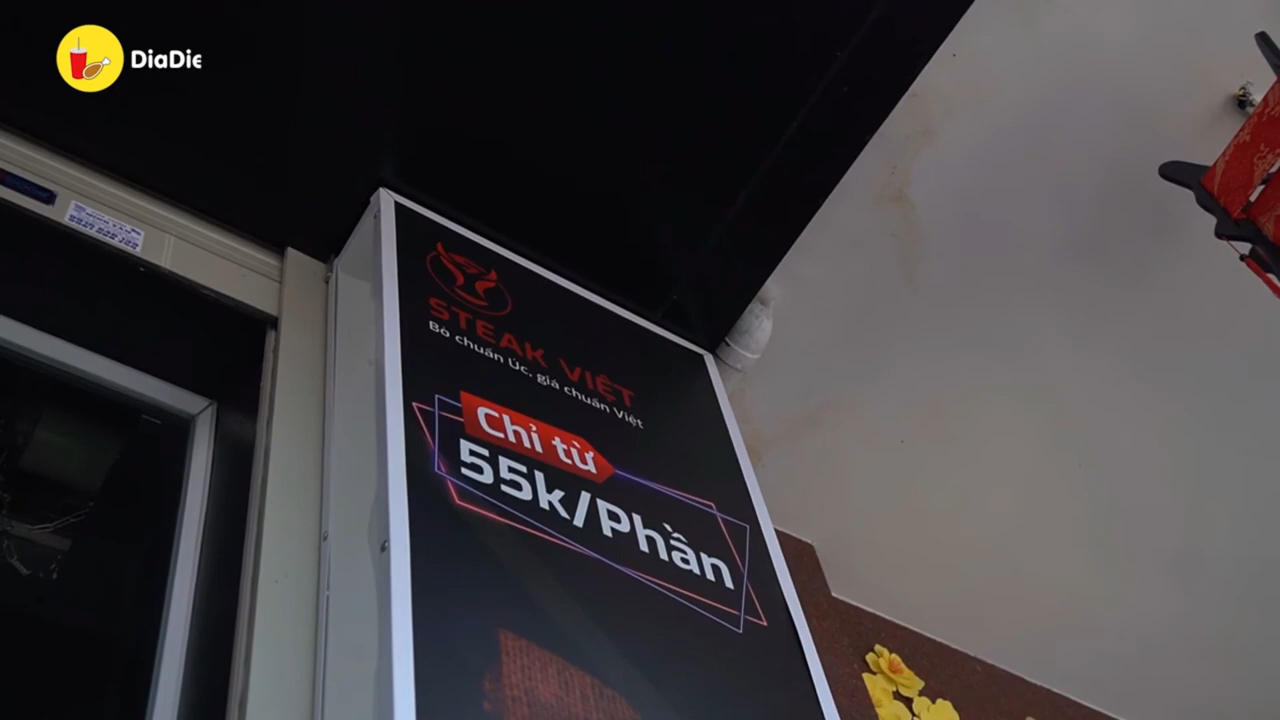 DiaDie
STEAK VIỆT
Bò chuẩn Úc, giá chuẩn Việt
Chỉ từ
55k/Phần